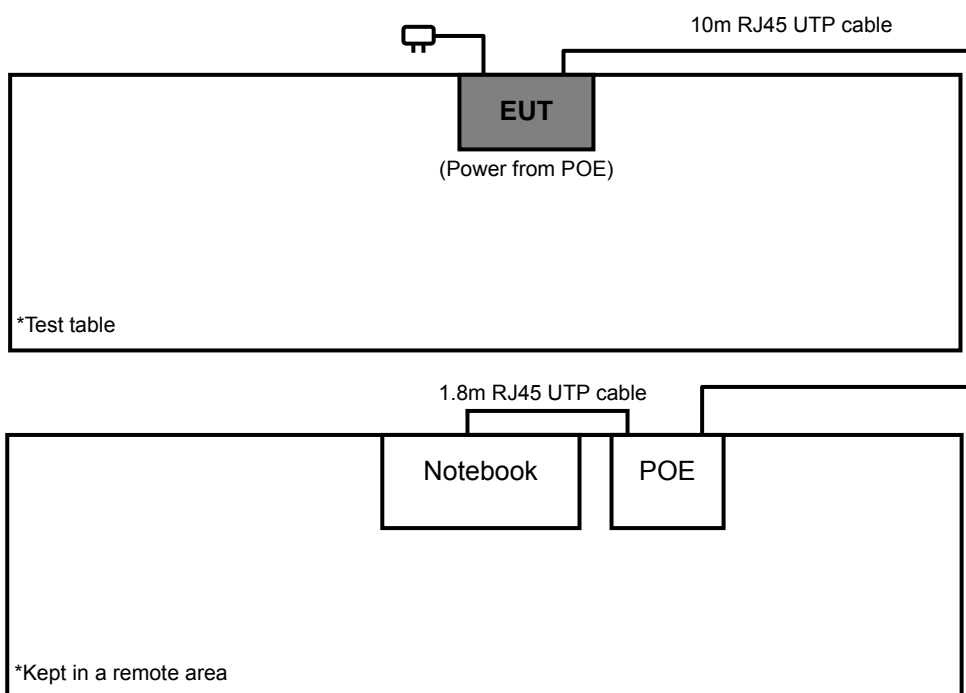 10m RJ45 UTP cable
EUT
(Power from POE)
*Test table
1.8m RJ45 UTP cable
Notebook
POE
*Kept in a remote area